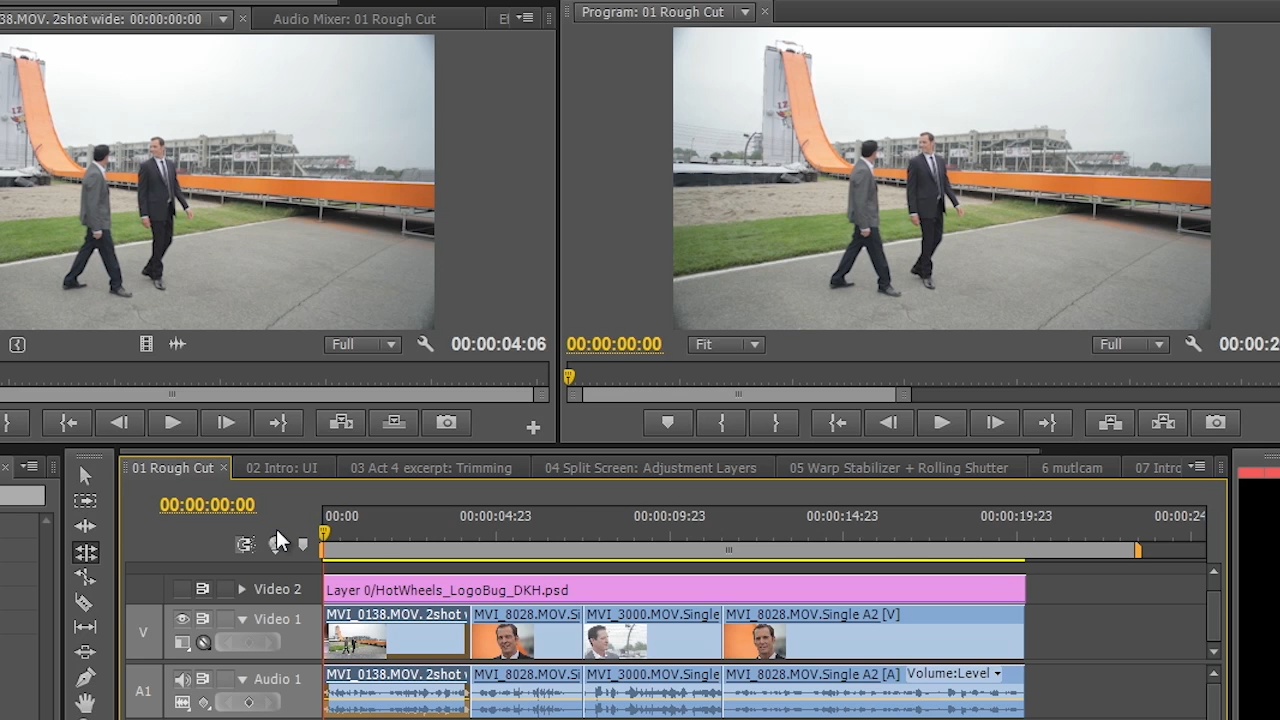 38.MOV. 2shot wide: 00:00:00:00
Audio Mixer: 01 Rough Cut
Program: 01 Rough Cut
Full
00:00:04:06
00:00:00:00
Fit
Full
00:00:2
01 Rough Cut
02 Intro: UI
03 Act 4 excerpt: Trimming
04 Split Screen: Adjustment Layers
05 Warp Stabilizer + Rolling Shutter
6 mutlcam
07 Intro
00:00:00:00
00:00
00:00:04:23
00:00:09:23
00:00:14:23
00:00:19:23
00:00:24
Video 2
Layer 0/HotWheels_LogoBug_DKH.psd
V
Video 1
MVI_0138.MOV. 2shot
MVI_8028.MOV.Si
MVI_3000.MOV.Single
MVI_8028.MOV.Single A2 [V]
A1
Audio 1
MVI_0138.MOV. 2shot
MVI_8028.MOV.Si
MVI_3000.MOV.Single
MVI_8028.MOV.Single A2 [A]
Volume:Level